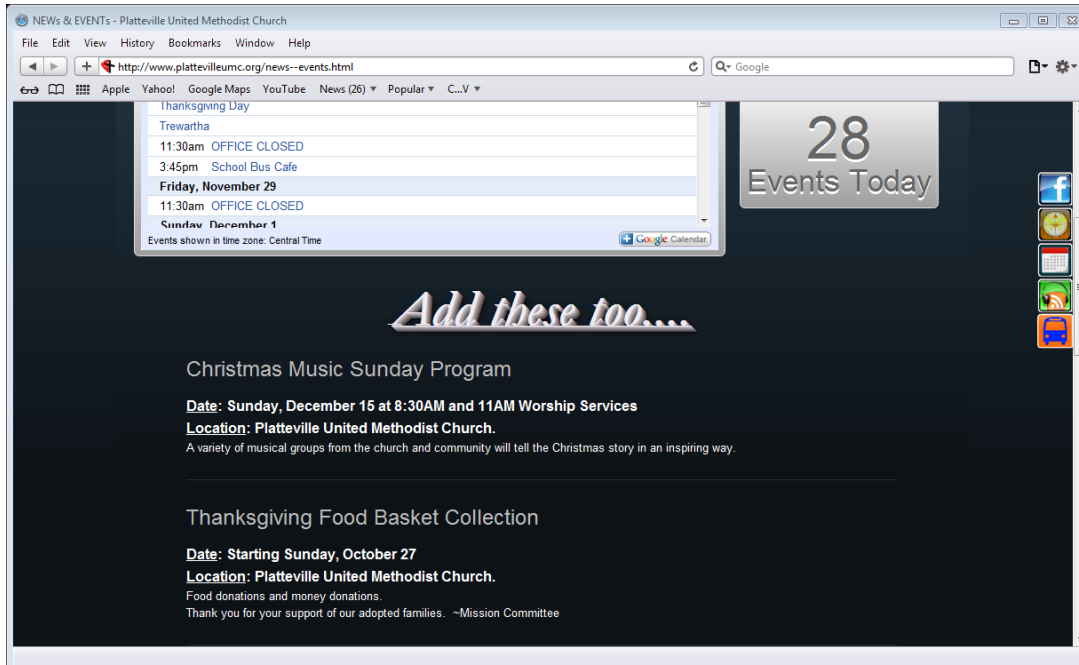 NEWs & EVENTs - Platteville United Methodist Church
File Edit View History Bookmarks Window Help
http://www.plattevilleumc.org/news--events.html
Google
Apple Yahoo! Google Maps YouTube News (26) Popular C...V
Thanksgiving Day
Trewartha
11:30am OFFICE CLOSED
3:45pm School Bus Cafe
Friday, November 29
11:30am OFFICE CLOSED
Sunday, December 1
Events shown in time zone: Central Time
Google Calendar
28
Events Today
Add these too....
Christmas Music Sunday Program
Date: Sunday, December 15 at 8:30AM and 11AM Worship Services
Location: Platteville United Methodist Church.
A variety of musical groups from the church and community will tell the Christmas story in an inspiring way.
Thanksgiving Food Basket Collection
Date: Starting Sunday, October 27
Location: Platteville United Methodist Church.
Food donations and money donations.
Thank you for your support of our adopted families. ~Mission Committee